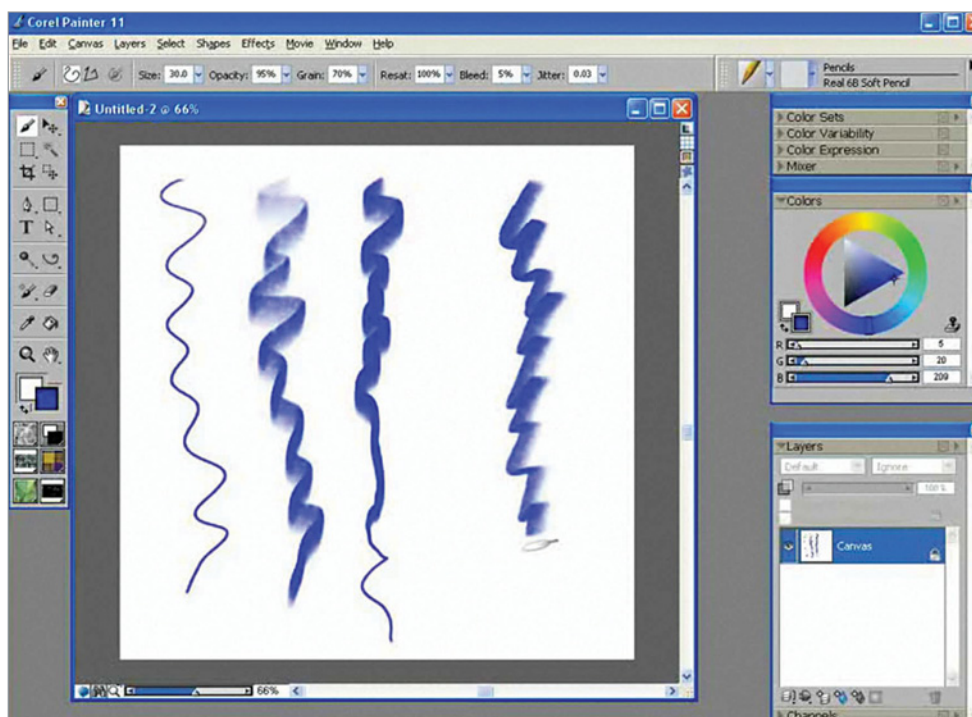 Corel Painter 11
File Edit Canvas Layers Select Shapes Effects Movie Window Help
Size: 30.0 Opacity: 95% Grain: 70% Resat: 100% Bleed: 5% Jitter: 0.03
Pencils
Real 6B Soft Pencil
Untitled-2 @ 66%
Color Sets
Color Variability
Color Expression
Mixer
Colors
R 5
G 20
B 209
T
Layers
Default Ignore
100%
Canvas
66%
Channels